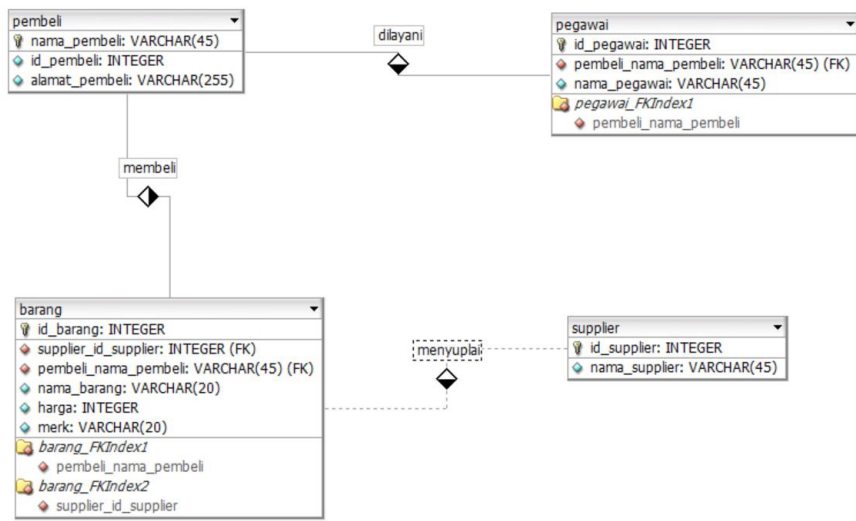 pembeli
nama_pembeli: VARCHAR(45)
id_pembeli: INTEGER
alamat_pembeli: VARCHAR(255)
dilayani
pegawai
id_pegawai: INTEGER
pembeli_nama_pembeli: VARCHAR(45) (FK)
nama_pegawai: VARCHAR(45)
pegawai_FKIndex1
pembeli_nama_pembeli
membeli
barang
id_barang: INTEGER
supplier_id_supplier: INTEGER (FK)
pembeli_nama_pembeli: VARCHAR(45) (FK)
nama_barang: VARCHAR(20)
harga: INTEGER
merk: VARCHAR(20)
barang_FKIndex1
pembeli_nama_pembeli
barang_FKIndex2
supplier_id_supplier
menyuplai
supplier
id_supplier: INTEGER
nama_supplier: VARCHAR(45)